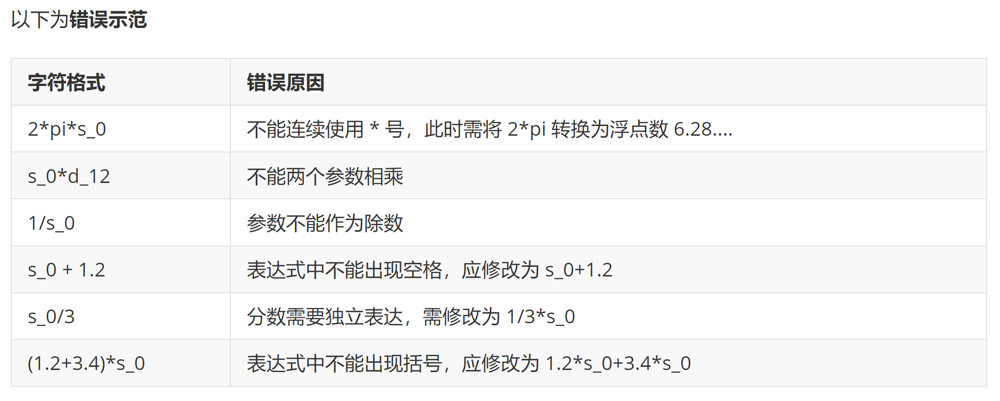 以下为错误示范
字符格式 错误原因
2*pi*s_0 不能连续使用 * 号，此时需将 2*pi 转换为浮点数 6.28....
s_0*d_12 不能两个参数相乘
1/s_0 参数不能作为除数
s_0 + 1.2 表达式中不能出现空格，应修改为 s_0+1.2
s_0/3 分数需要独立表达，需修改为 1/3*s_0
(1.2+3.4)*s_0 表达式中不能出现括号，应修改为 1.2*s_0+3.4*s_0